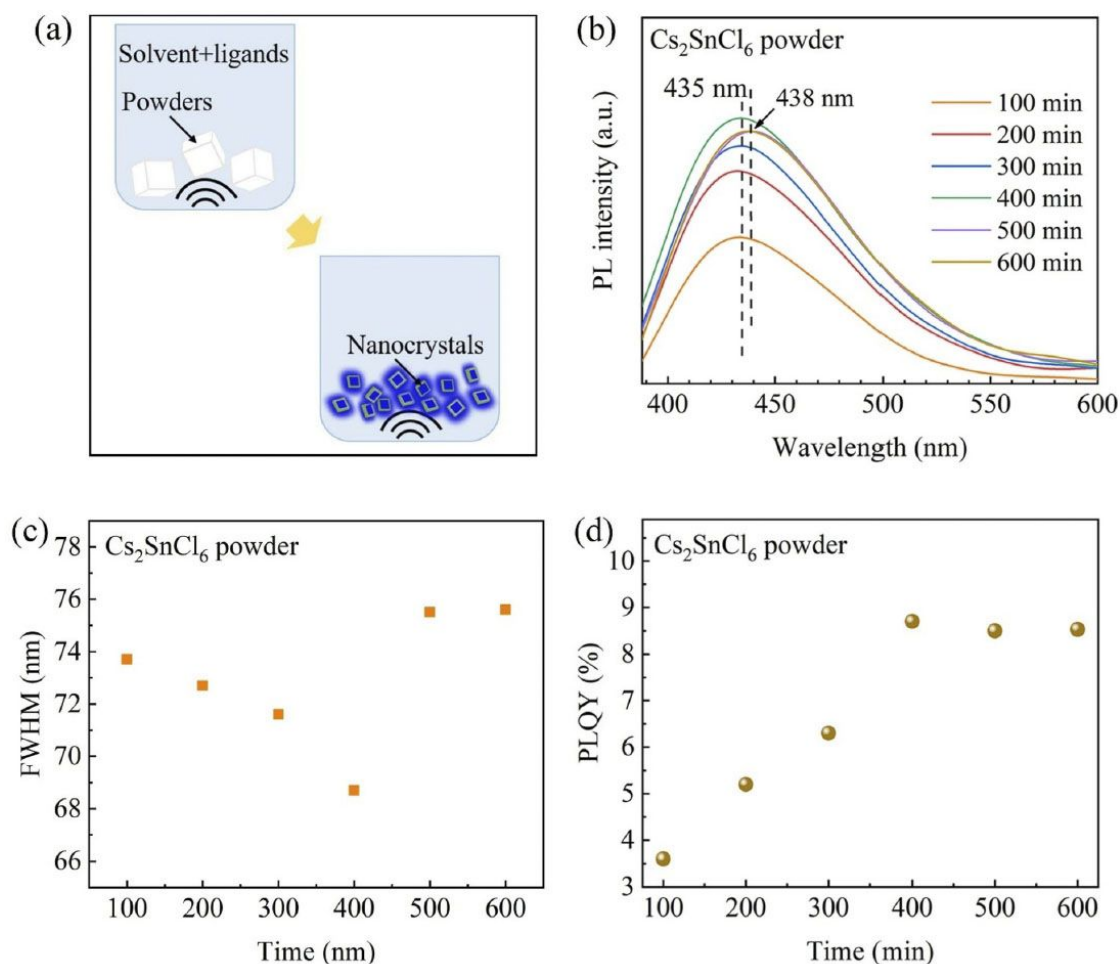 (a)
Solvent+ligands
Powders
Nanocrystals
(b)
Cs₂SnCl₆ powder
435 nm
438 nm
100 min
200 min
300 min
400 min
500 min
600 min
PL intensity (a.u.)
400 450 500 550 600
Wavelength (nm)
(c)
Cs₂SnCl₆ powder
78
76
74
72
70
68
66
FWHM (nm)
100 200 300 400 500 600
Time (nm)
(d)
Cs₂SnCl₆ powder
10
9
8
7
6
5
4
3
PLQY (%)
100 200 300 400 500 600
Time (min)